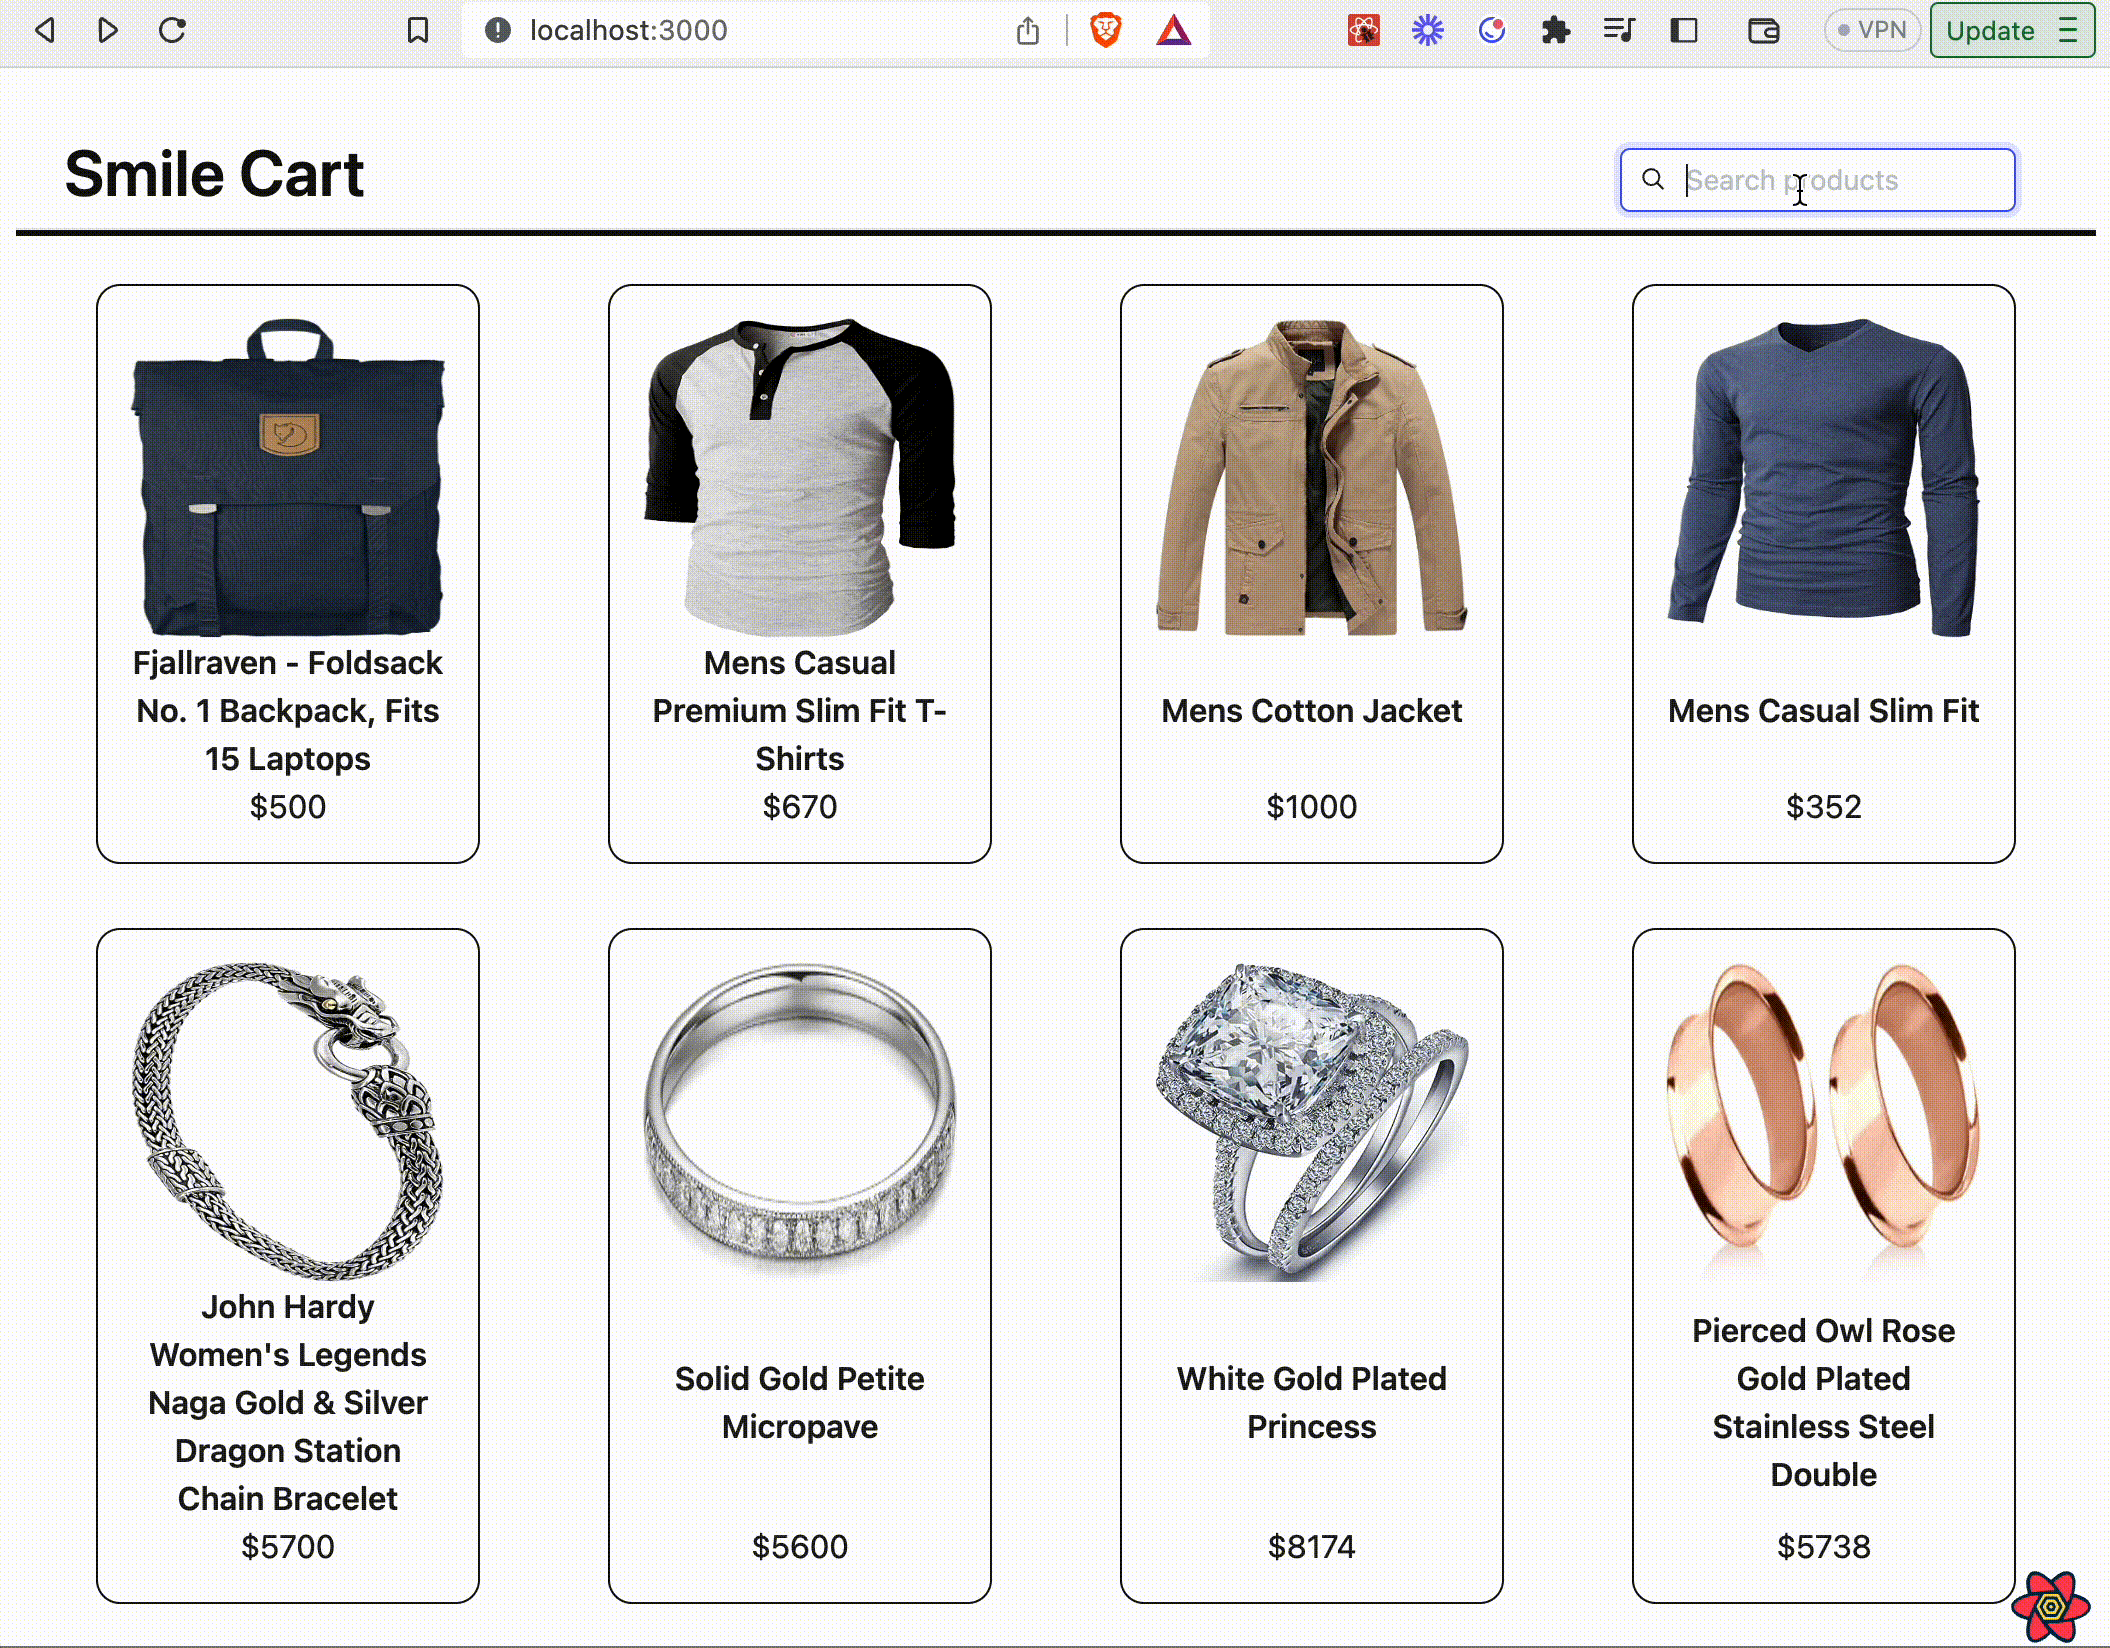 localhost:3000
VPN
Update
Smile Cart
Search products
Fjallraven - Foldsack
No. 1 Backpack, Fits
15 Laptops
$500
Mens Casual
Premium Slim Fit T-
Shirts
$670
Mens Cotton Jacket
$1000
Mens Casual Slim Fit
$352
John Hardy
Women's Legends
Naga Gold & Silver
Dragon Station
Chain Bracelet
$5700
Solid Gold Petite
Micropave
$5600
White Gold Plated
Princess
$8174
Pierced Owl Rose
Gold Plated
Stainless Steel
Double
$5738